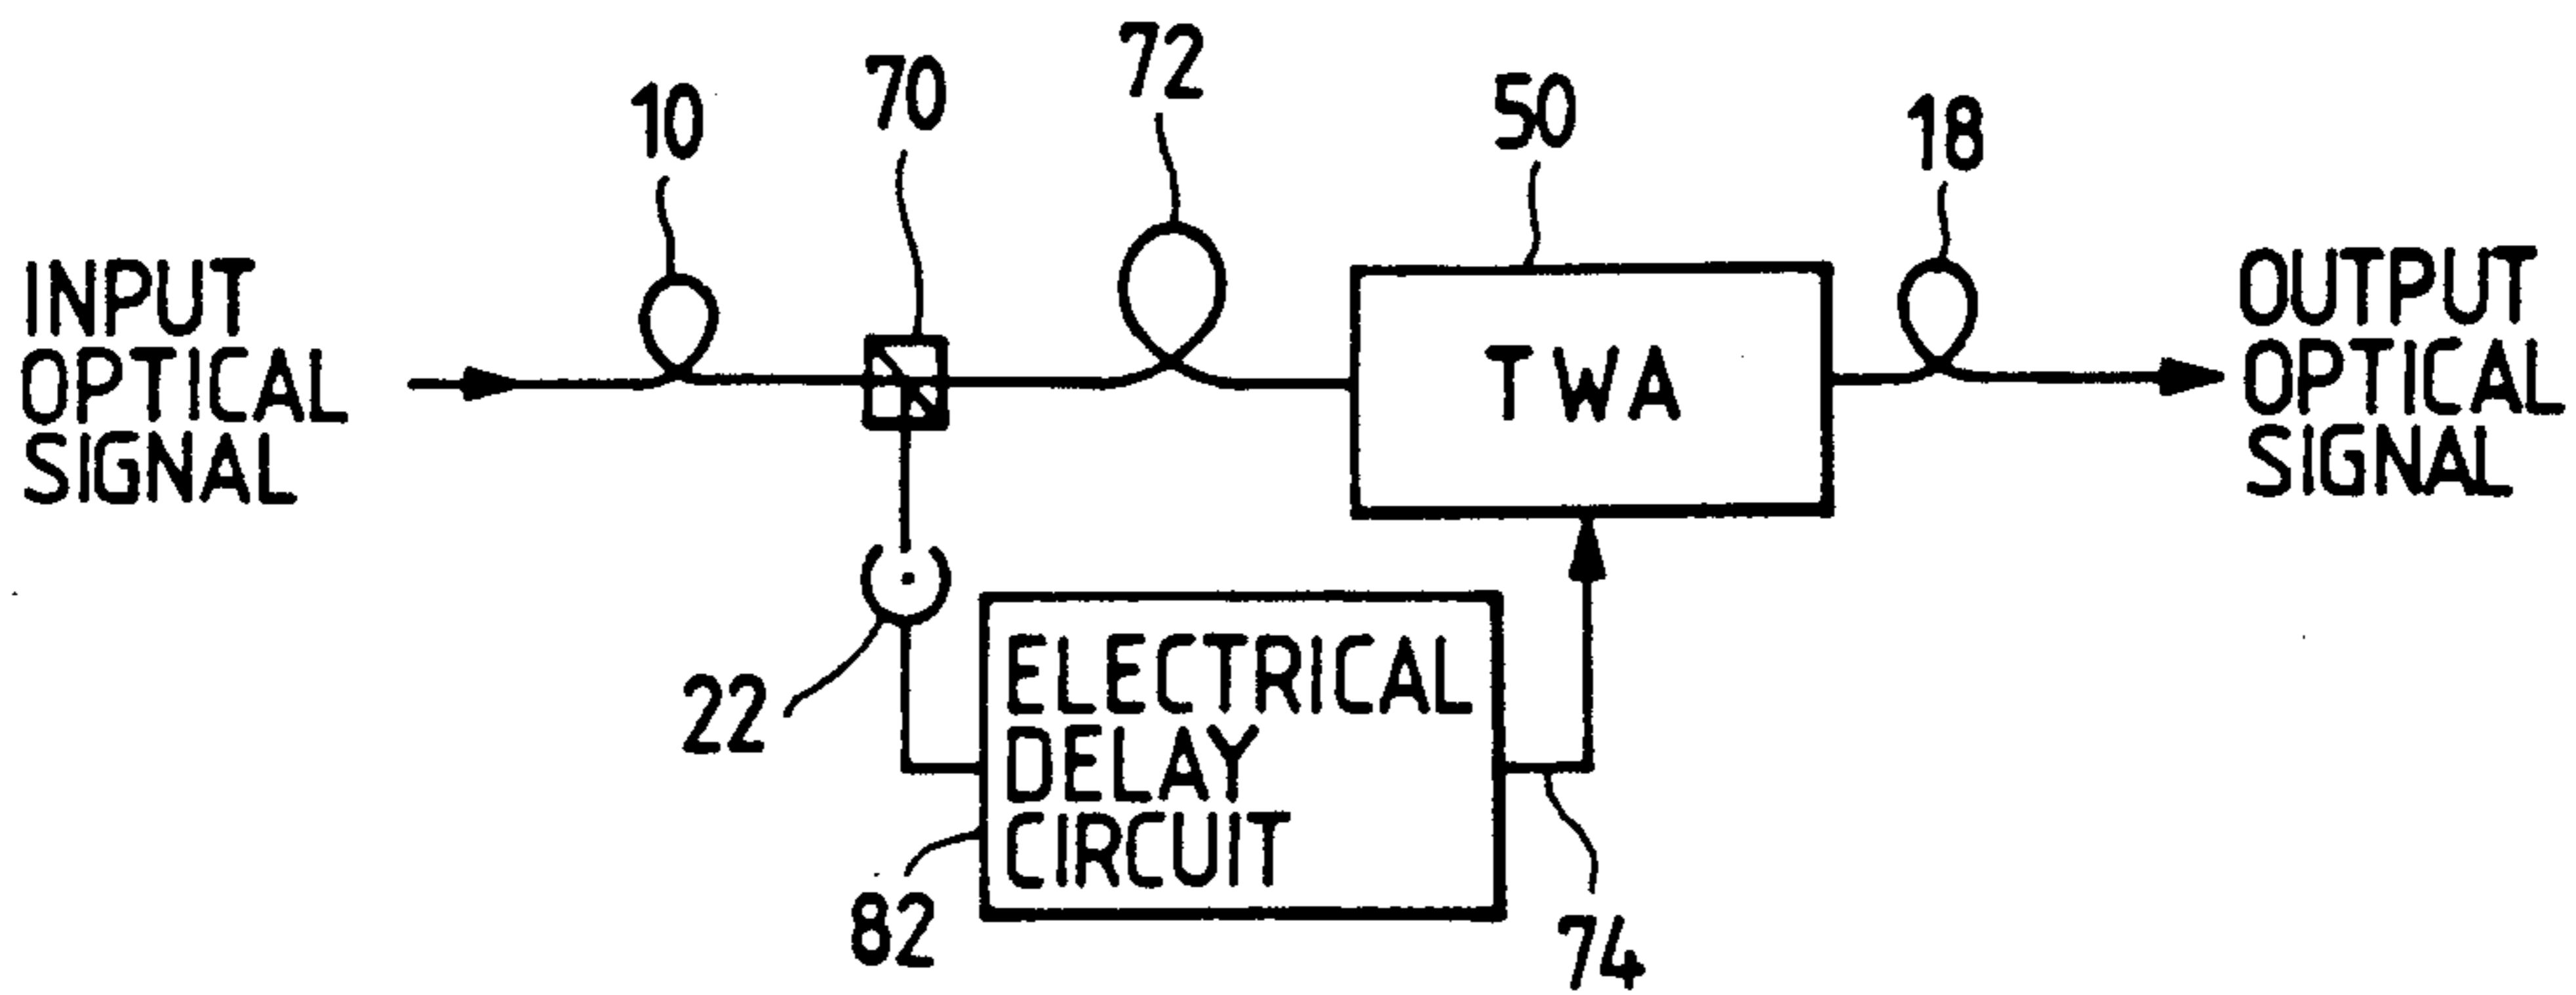 10
70
72
50
18
INPUT
OPTICAL
SIGNAL
TWA
OUTPUT
OPTICAL
SIGNAL
22
ELECTRICAL
DELAY
CIRCUIT
82
74